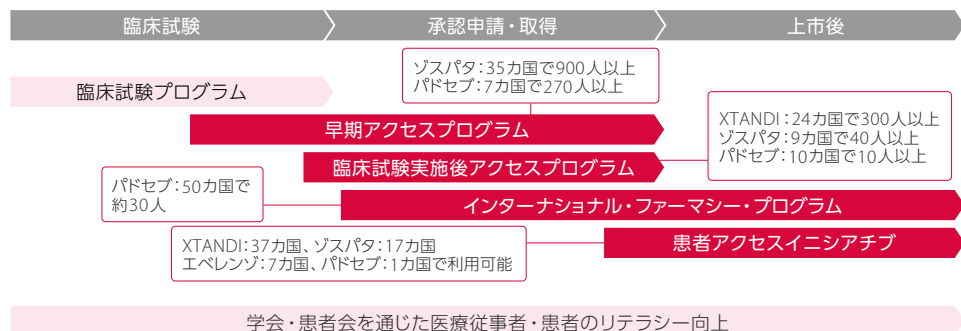 臨床試験
承認申請・取得
上市後
臨床試験プログラム
ゾスパタ：35カ国で900人以上
パドセブ：7カ国で270人以上
早期アクセスプログラム
XTANDI：24カ国で300人以上
ゾスパタ：9カ国で40人以上
パドセブ：10カ国で10人以上
臨床試験実施後アクセスプログラム
パドセブ：50カ国で
約30人
インターナショナル・ファーマシー・プログラム
XTANDI：37カ国、ゾスパタ：17カ国
エベレンゾ：7カ国、パドセブ：1カ国で利用可能
患者アクセスイニシアチブ
学会・患者会を通じた医療従事者・患者のリテラシー向上